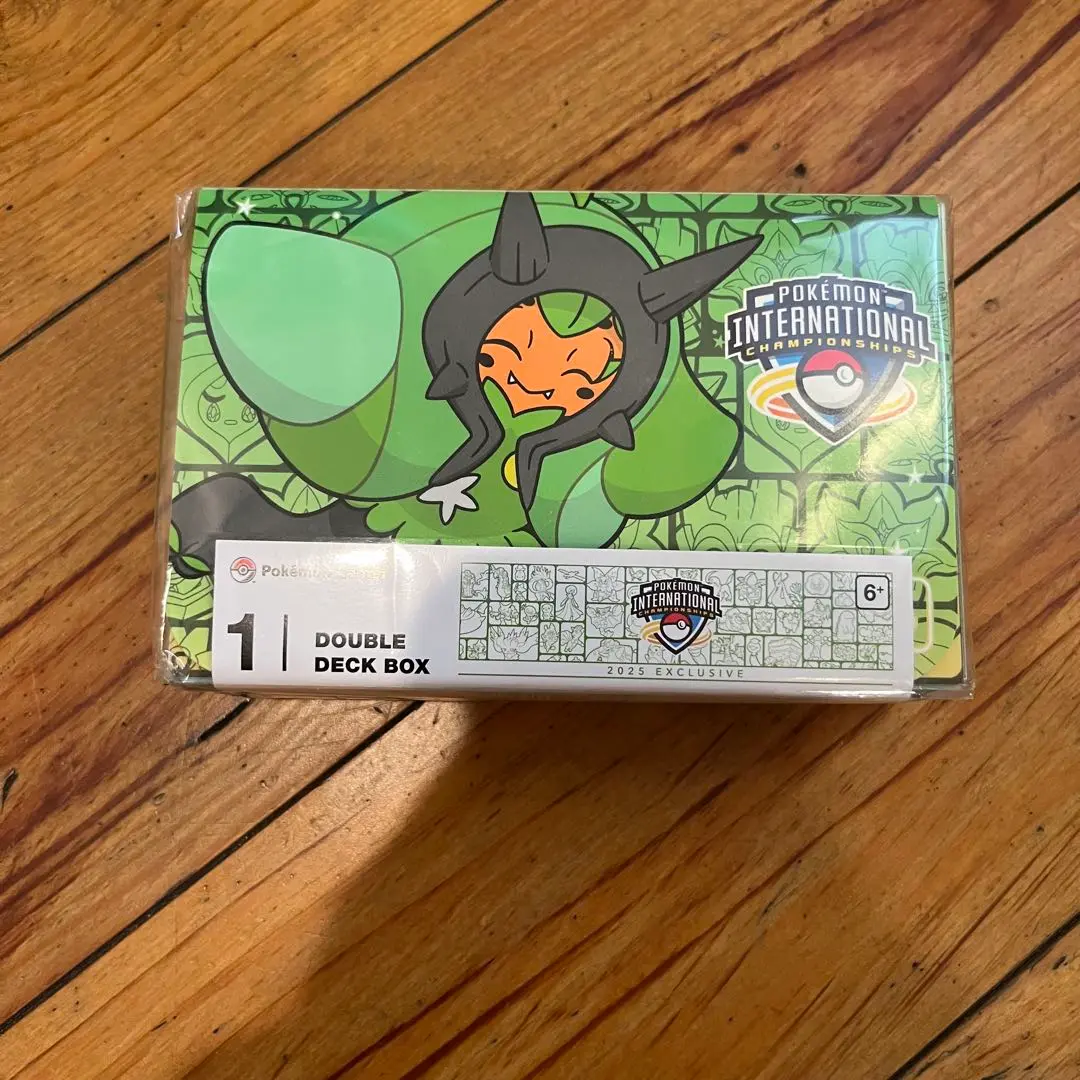 POKÉMON
INTERNATIONAL
CHAMPIONSHIPS
Pokémon Center
1
DOUBLE
DECK BOX
POKÉMON
INTERNATIONAL
CHAMPIONSHIPS
2025 EXCLUSIVE
6+